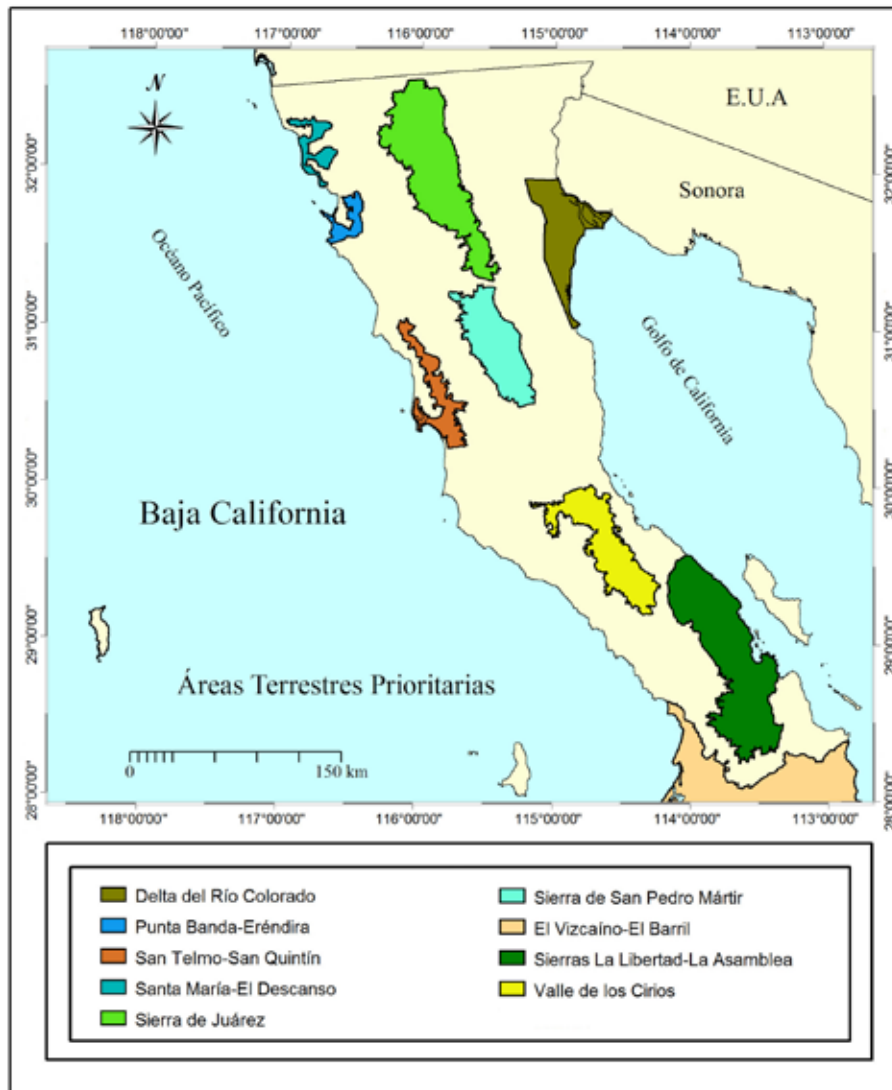 118°00'00" 117°00'00" 116°00'00" 115°00'00" 114°00'00" 113°00'00"
N
E.U.A
32°00'00" 32°00'00"
Sonora
Océano Pacífico
31°00'00" 31°00'00"
Golfo de California
30°00'00" 30°00'00"
Baja California
29°00'00" 29°00'00"
Áreas Terrestres Prioritarias
0 150 km
28°00'00" 28°00'00"
118°00'00" 117°00'00" 116°00'00" 115°00'00" 114°00'00" 113°00'00"
Delta del Río Colorado
Punta Banda-Eréndira
San Telmo-San Quintín
Santa María-El Descanso
Sierra de Juárez
Sierra de San Pedro Mártir
El Vizcaíno-El Barril
Sierras La Libertad-La Asamblea
Valle de los Cirios